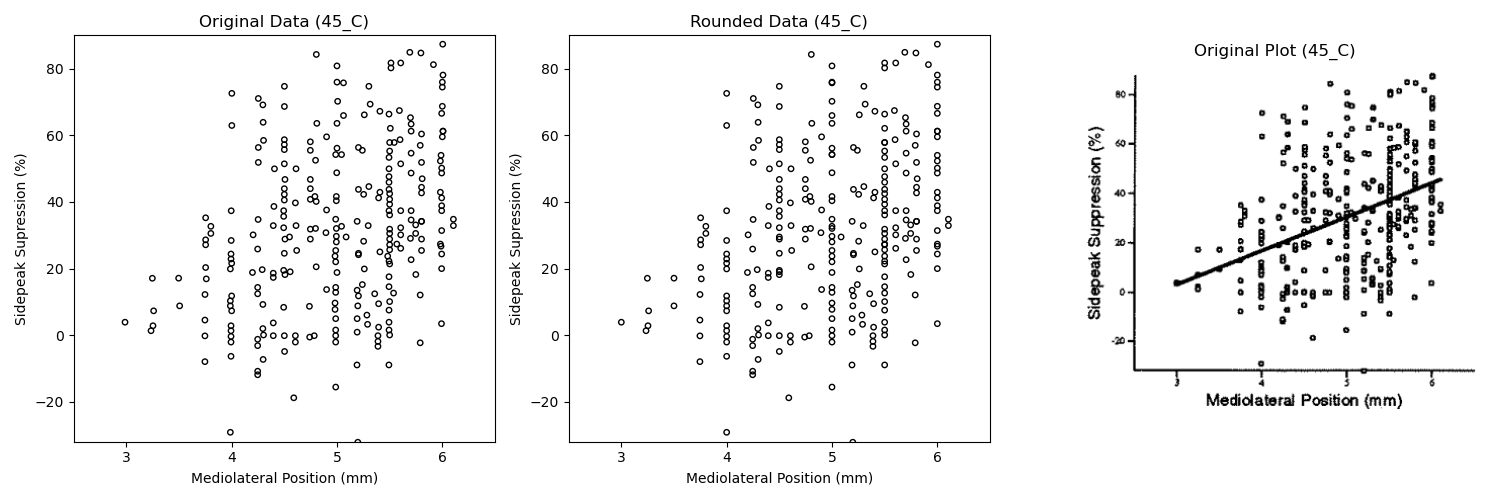 Original Data (45_C)
80
60
40
20
0
−20
3 4 5 6
Sidepeak Supression (%)
Mediolateral Position (mm)
Rounded Data (45_C)
80
60
40
20
0
−20
3 4 5 6
Sidepeak Supression (%)
Mediolateral Position (mm)
Original Plot (45_C)
80
60
40
20
0
-20
3 4 5 6
Sidepeak Suppression (%)
Mediolateral Position (mm)